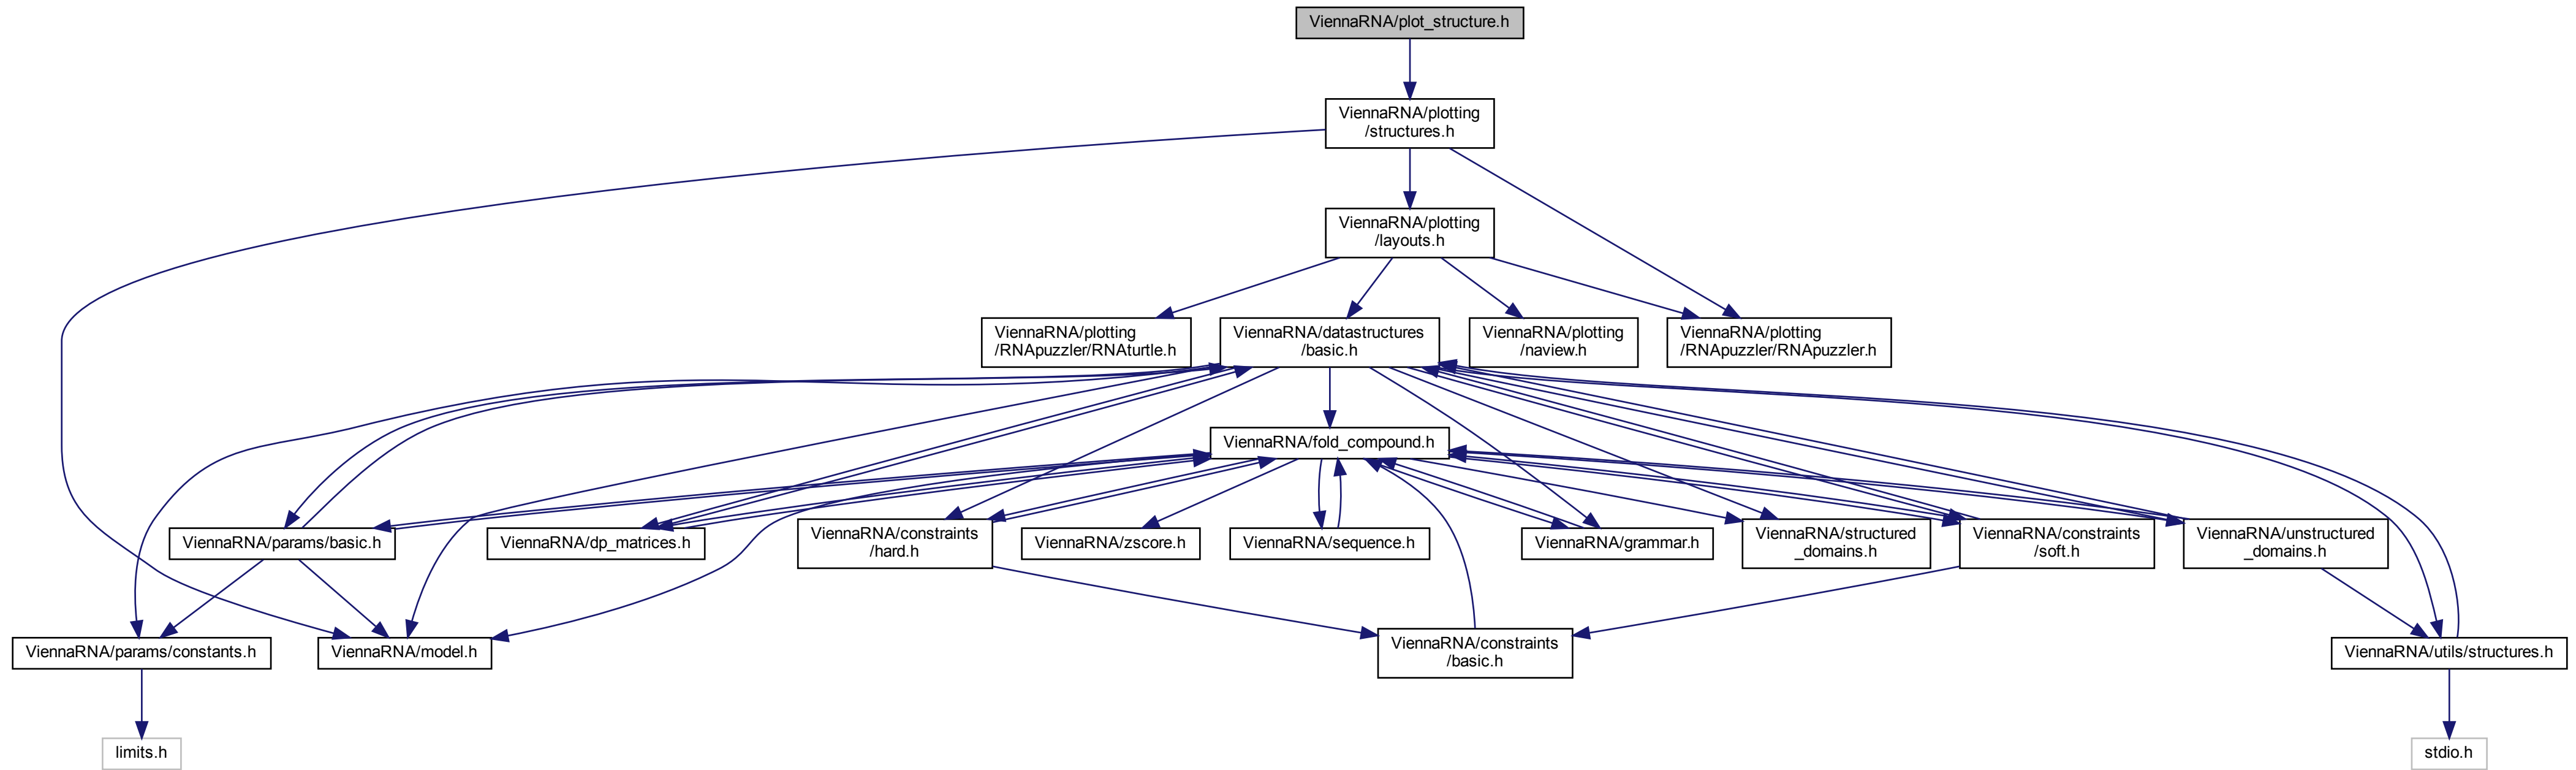 ViennaRNA/plot_structure.h
ViennaRNA/plotting
/structures.h
ViennaRNA/plotting
/layouts.h
ViennaRNA/plotting
/RNApuzzler/RNAturtle.h
ViennaRNA/datastructures
/basic.h
ViennaRNA/plotting
/naview.h
ViennaRNA/plotting
/RNApuzzler/RNApuzzler.h
ViennaRNA/fold_compound.h
ViennaRNA/params/basic.h
ViennaRNA/dp_matrices.h
ViennaRNA/constraints
/hard.h
ViennaRNA/zscore.h
ViennaRNA/sequence.h
ViennaRNA/grammar.h
ViennaRNA/structured
_domains.h
ViennaRNA/constraints
/soft.h
ViennaRNA/unstructured
_domains.h
ViennaRNA/params/constants.h
ViennaRNA/model.h
ViennaRNA/constraints
/basic.h
ViennaRNA/utils/structures.h
limits.h
stdio.h